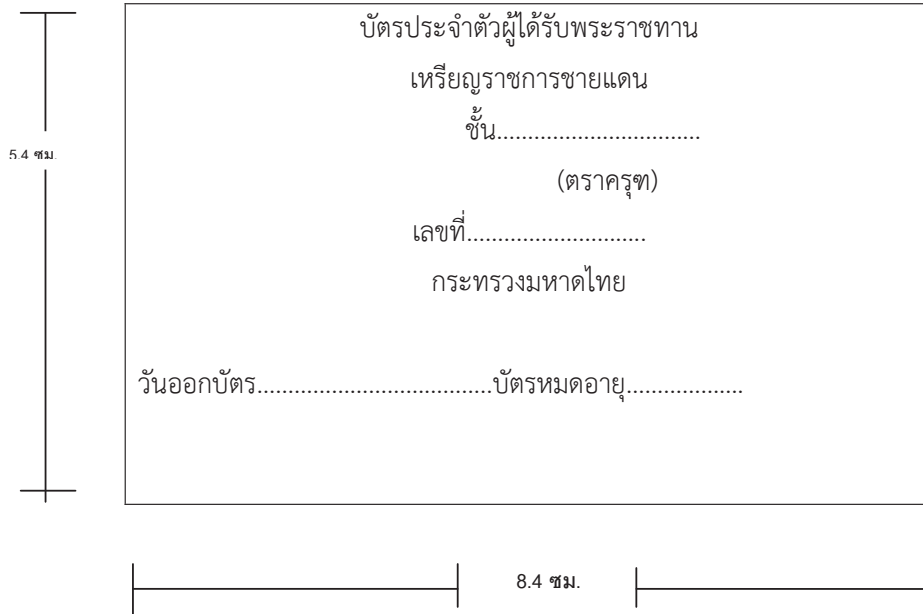 บัตรประจำตัวผู้ได้รับพระราชทาน
เหรียญราชการชายแดน
ชั้น.................................
(ตราครุฑ)
5.4 ซม.
เลขที่.............................
กระทรวงมหาดไทย
วันออกบัตร......................................บัตรหมดอายุ...................
8.4 ซม.